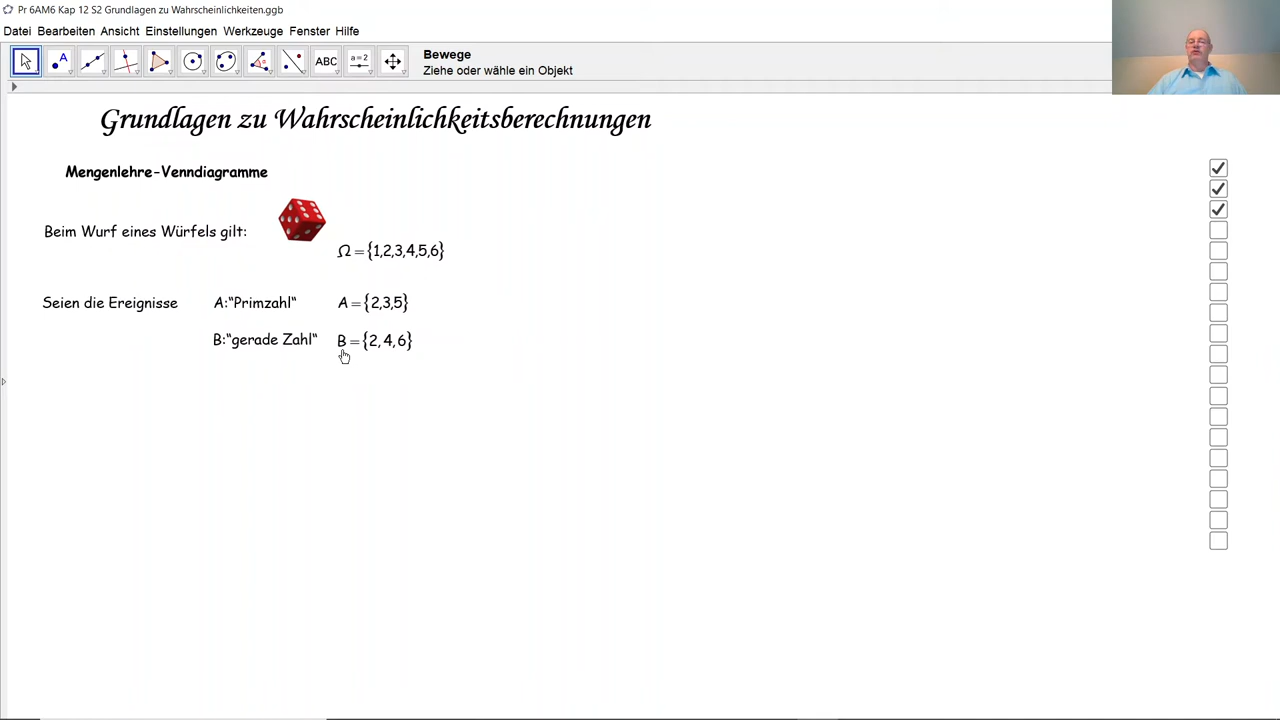 Pr 6AM6 Kap 12 S2 Grundlagen zu Wahrscheinlichkeiten.ggb
Datei Bearbeiten Ansicht Einstellungen Werkzeuge Fenster Hilfe
A ABC a=2
Bewege
Ziehe oder wähle ein Objekt
Grundlagen zu Wahrscheinlichkeitsberechnungen
Mengenlehre-Venndiagramme
Beim Wurf eines Würfels gilt:
Ω={1,2,3,4,5,6}
Seien die Ereignisse A:“Primzahl“ A={2,3,5}
B:“gerade Zahl“ B={2,4,6}